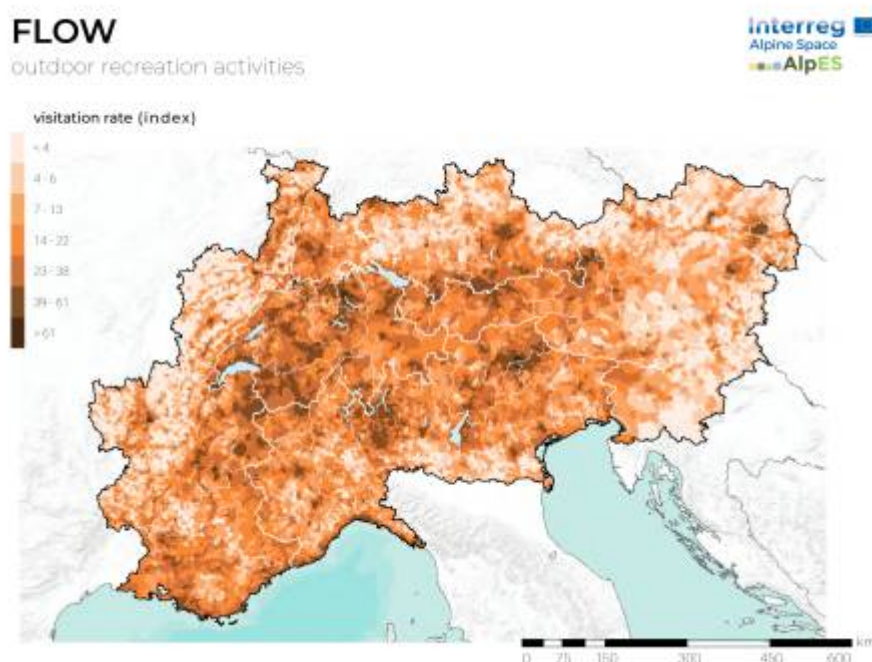 FLOW
outdoor recreation activities
Interreg
Alpine Space
AlpES
visitation rate (index)
< 4
4 - 6
7 - 13
14 - 22
23 - 38
39 - 61
> 61
km
0 75 150 300 450 600